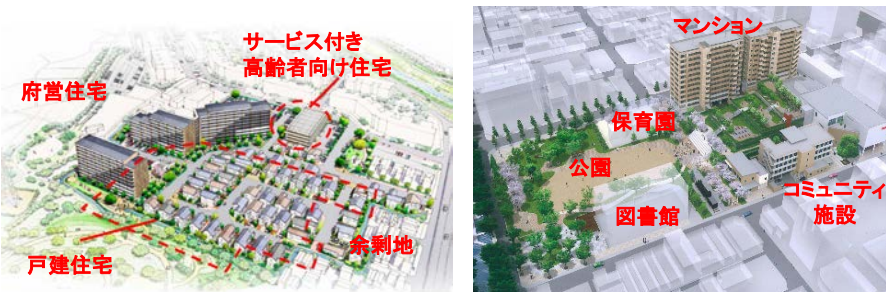 サービス付き
高齢者向け住宅
府営住宅
戸建住宅
余剰地
マンション
保育園
公園
図書館
コミュニティ
施設